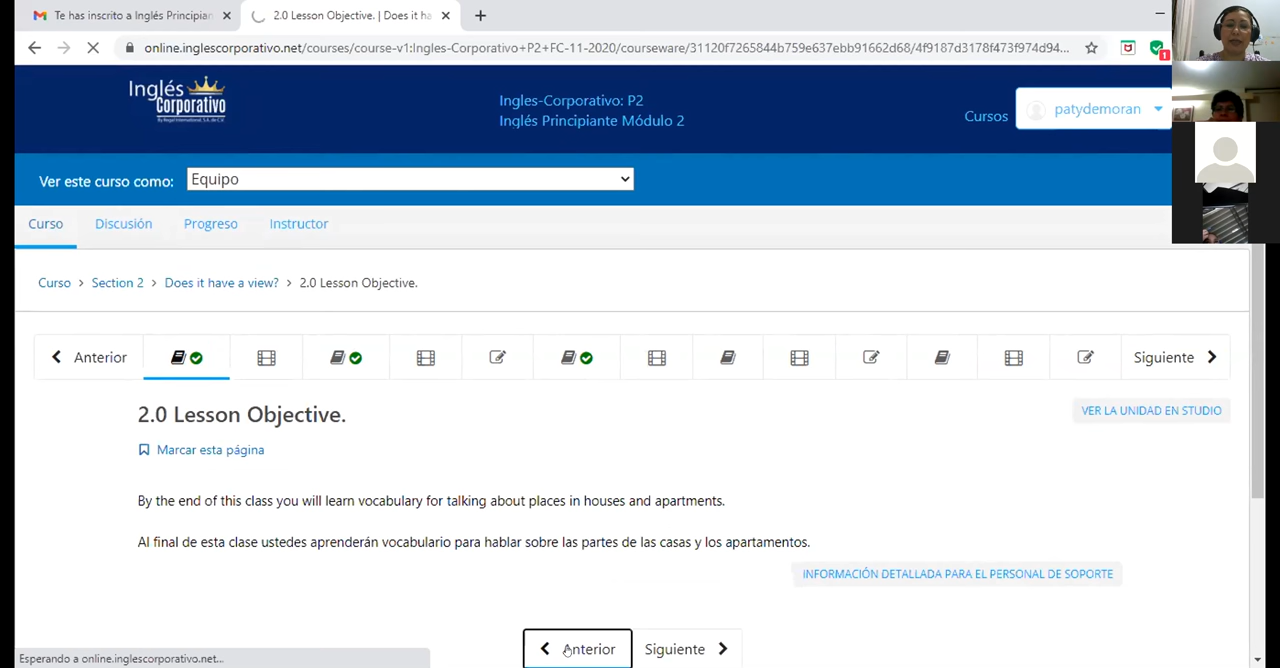 Te has inscrito a Inglés Principian
2.0 Lesson Objective. | Does it ha
online.inglescorporativo.net/courses/course-v1:Ingles-Corporativo+P2+FC-11-2020/courseware/31120f7265844b759e637ebb91662d68/4f9187d3178f473f974d94...
1
Inglés
Corporativo
By Regal International, S.A. de C.V.
Ingles-Corporativo: P2
Inglés Principiante Módulo 2
Cursos
patydemoran
Ver este curso como:
Equipo
Curso
Discusión
Progreso
Instructor
Curso > Section 2 > Does it have a view? > 2.0 Lesson Objective.
Anterior
Siguiente
2.0 Lesson Objective.
VER LA UNIDAD EN STUDIO
Marcar esta página
By the end of this class you will learn vocabulary for talking about places in houses and apartments.
Al final de esta clase ustedes aprenderán vocabulario para hablar sobre las partes de las casas y los apartamentos.
INFORMACIÓN DETALLADA PARA EL PERSONAL DE SOPORTE
Anterior
Siguiente
Esperando a online.inglescorporativo.net...